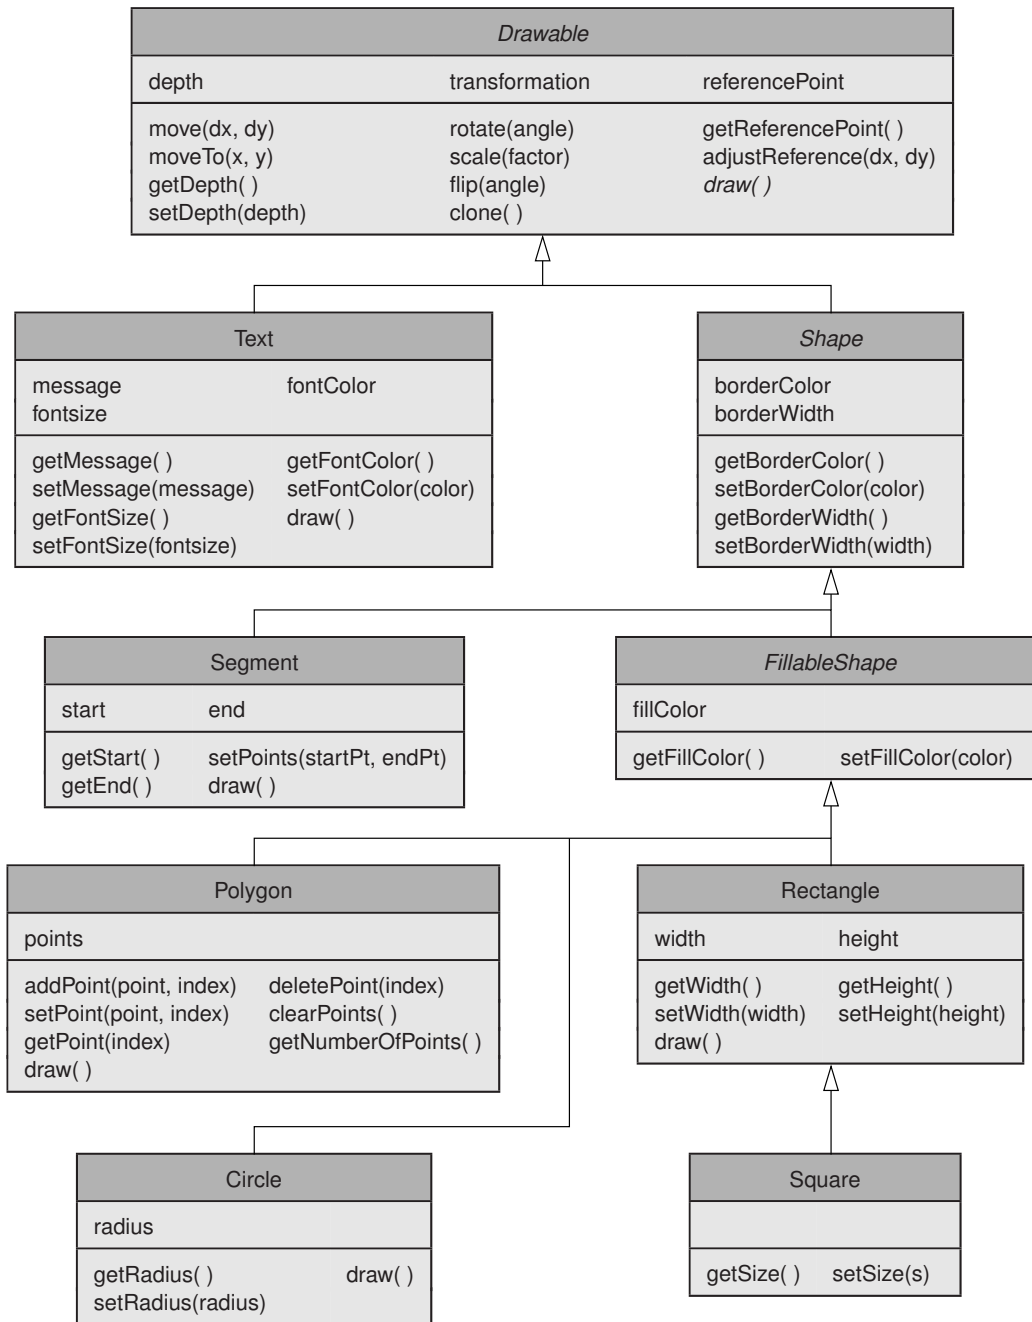 Drawable
depth transformation referencePoint
move(dx, dy) rotate(angle) getReferencePoint( )
moveTo(x, y) scale(factor) adjustReference(dx, dy)
getDepth( ) flip(angle) draw( )
setDepth(depth) clone( )
Text
message fontColor
fontsize
getMessage( ) getFontColor( )
setMessage(message) setFontColor(color)
getFontSize( ) draw( )
setFontSize(fontsize)
Shape
borderColor
borderWidth
getBorderColor( )
setBorderColor(color)
getBorderWidth( )
setBorderWidth(width)
Segment
start end
getStart( ) setPoints(startPt, endPt)
getEnd( ) draw( )
FillableShape
fillColor
getFillColor( ) setFillColor(color)
Polygon
points
addPoint(point, index) deletePoint(index)
setPoint(point, index) clearPoints( )
getPoint(index) getNumberOfPoints( )
draw( )
Rectangle
width height
getWidth( ) getHeight( )
setWidth(width) setHeight(height)
draw( )
Circle
radius
getRadius( ) draw( )
setRadius(radius)
Square
getSize( ) setSize(s)